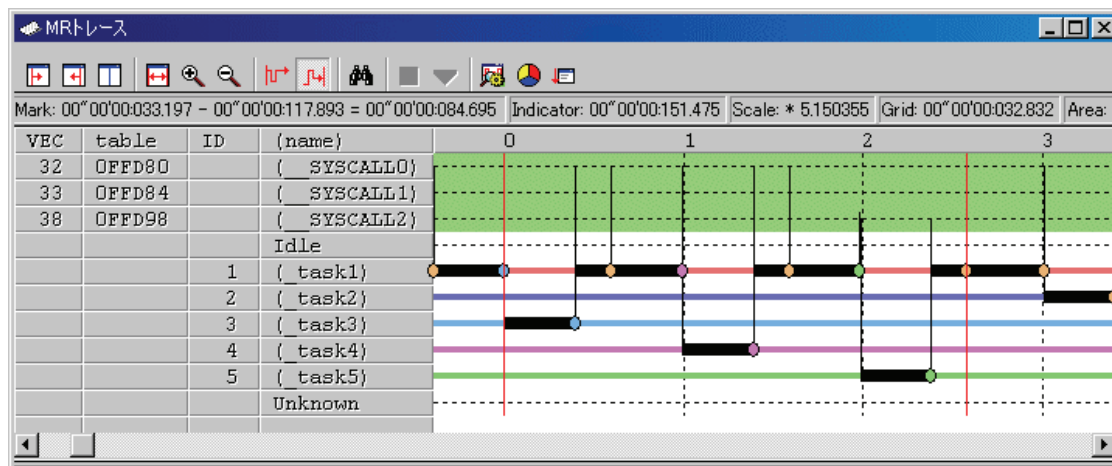 MRトレース
Mark: 00"00'00:033.197 - 00"00'00:117.893 = 00"00'00:084.695 Indicator: 00"00'00:151.475 Scale: * 5.150355 Grid: 00"00'00:032.832 Area:
VEC table ID (name) 0 1 2 3
32 0FFD80 (__SYSCALL0)
33 0FFD84 (__SYSCALL1)
38 0FFD98 (__SYSCALL2)
Idle
1 (_task1)
2 (_task2)
3 (_task3)
4 (_task4)
5 (_task5)
Unknown